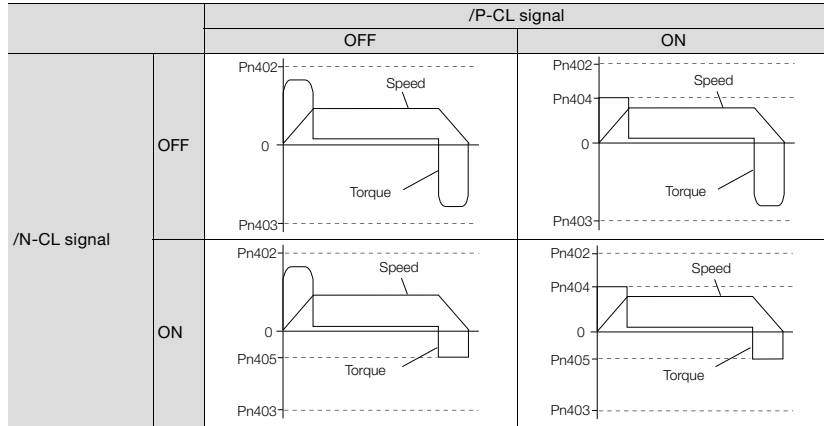 /P-CL signal
OFF
ON
/N-CL signal
OFF
Pn402
Speed
0
Torque
Pn403
Pn402
Pn404
Speed
0
Torque
Pn403
ON
Pn402
Speed
0
Pn405
Torque
Pn403
Pn402
Pn404
Speed
0
Pn405
Torque
Pn403